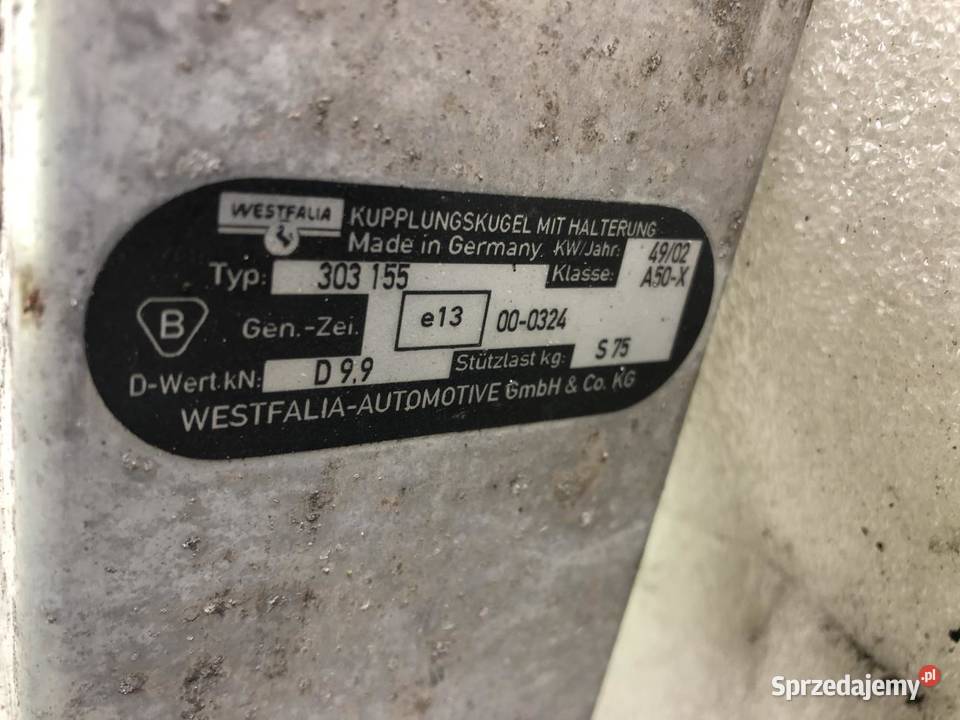 WESTFALIA KUPPLUNGSKUGEL MIT HALTERUNG
Made in Germany KW/Jahr: 49/02
Typ: 303 155 Klasse: A50-X
B Gen.-Zei. e13 00-0324
D-Wert.kN: D 9,9 Stützlast kg: S 75
WESTFALIA-AUTOMOTIVE GmbH & Co. KG
Sprzedajemy.pl